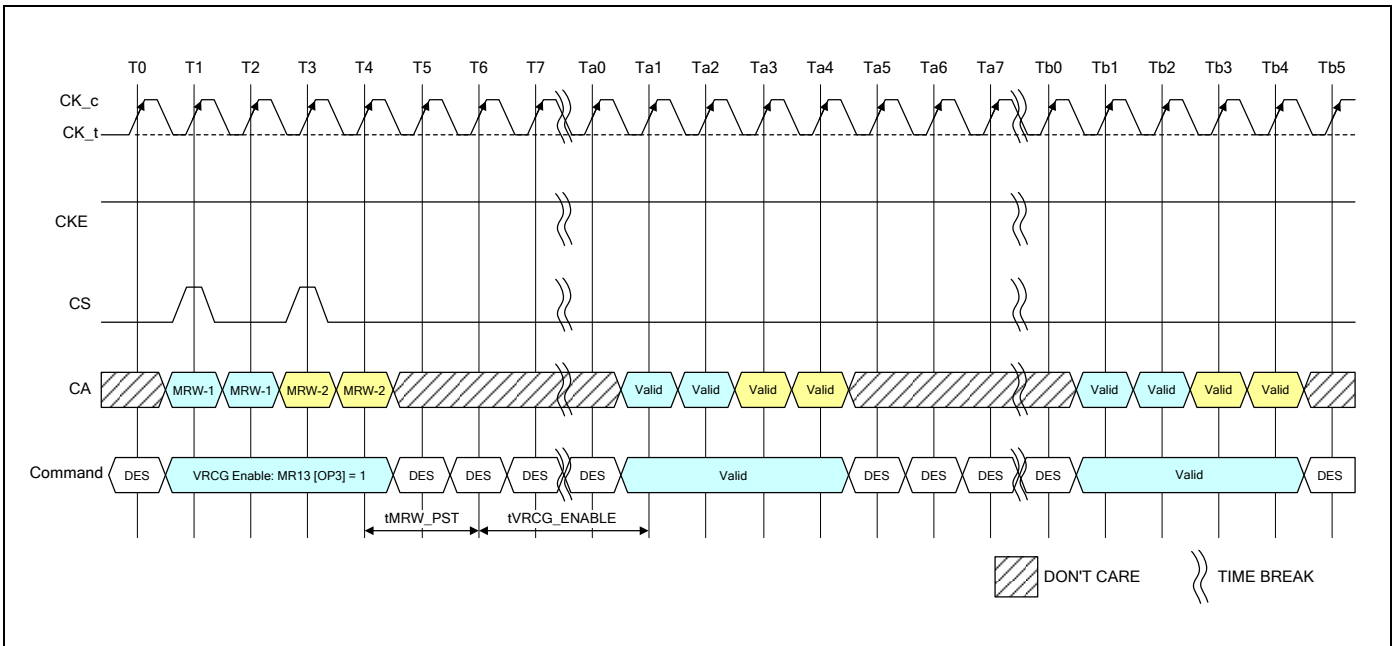 T0 T1 T2 T3 T4 T5 T6 T7 Ta0 Ta1 Ta2 Ta3 Ta4 Ta5 Ta6 Ta7 Tb0 Tb1 Tb2 Tb3 Tb4 Tb5
CK_c
CK_t
CKE
CS
CA MRW-1 MRW-1 MRW-2 MRW-2 Valid Valid Valid Valid Valid Valid Valid Valid
Command DES VRCG Enable: MR13 [OP3] = 1 DES DES DES DES Valid DES DES DES DES Valid DES
tMRW_PST tVRCG_ENABLE
DON'T CARE TIME BREAK